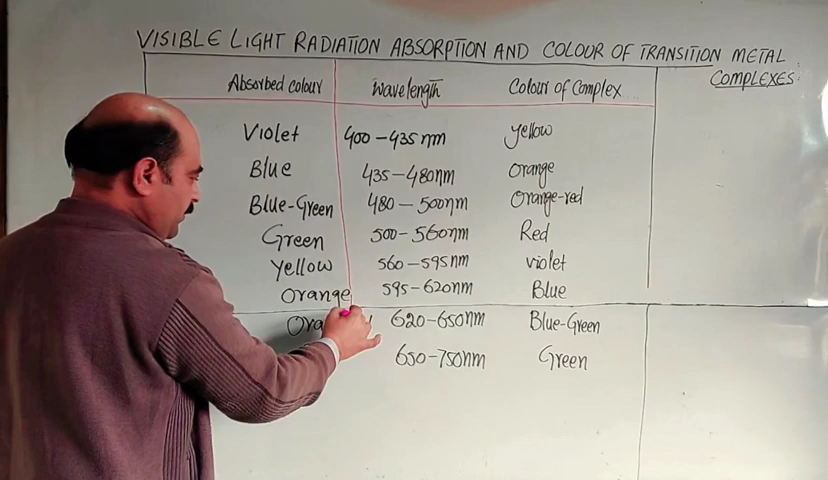 VISIBLE LIGHT RADIATION ABSORPTION AND COLOUR OF TRANSITION METAL
COMPLEXES:
Absorbed colour wavelength Colour of Complex
Violet 400-435nm yellow
Blue 435-480nm Orange
Blue-Green 480-500nm Orange-red
Green 500-560nm Red
yellow 560-595nm violet
Orange 595-620nm Blue
620-650nm Blue-Green
650-750nm Green